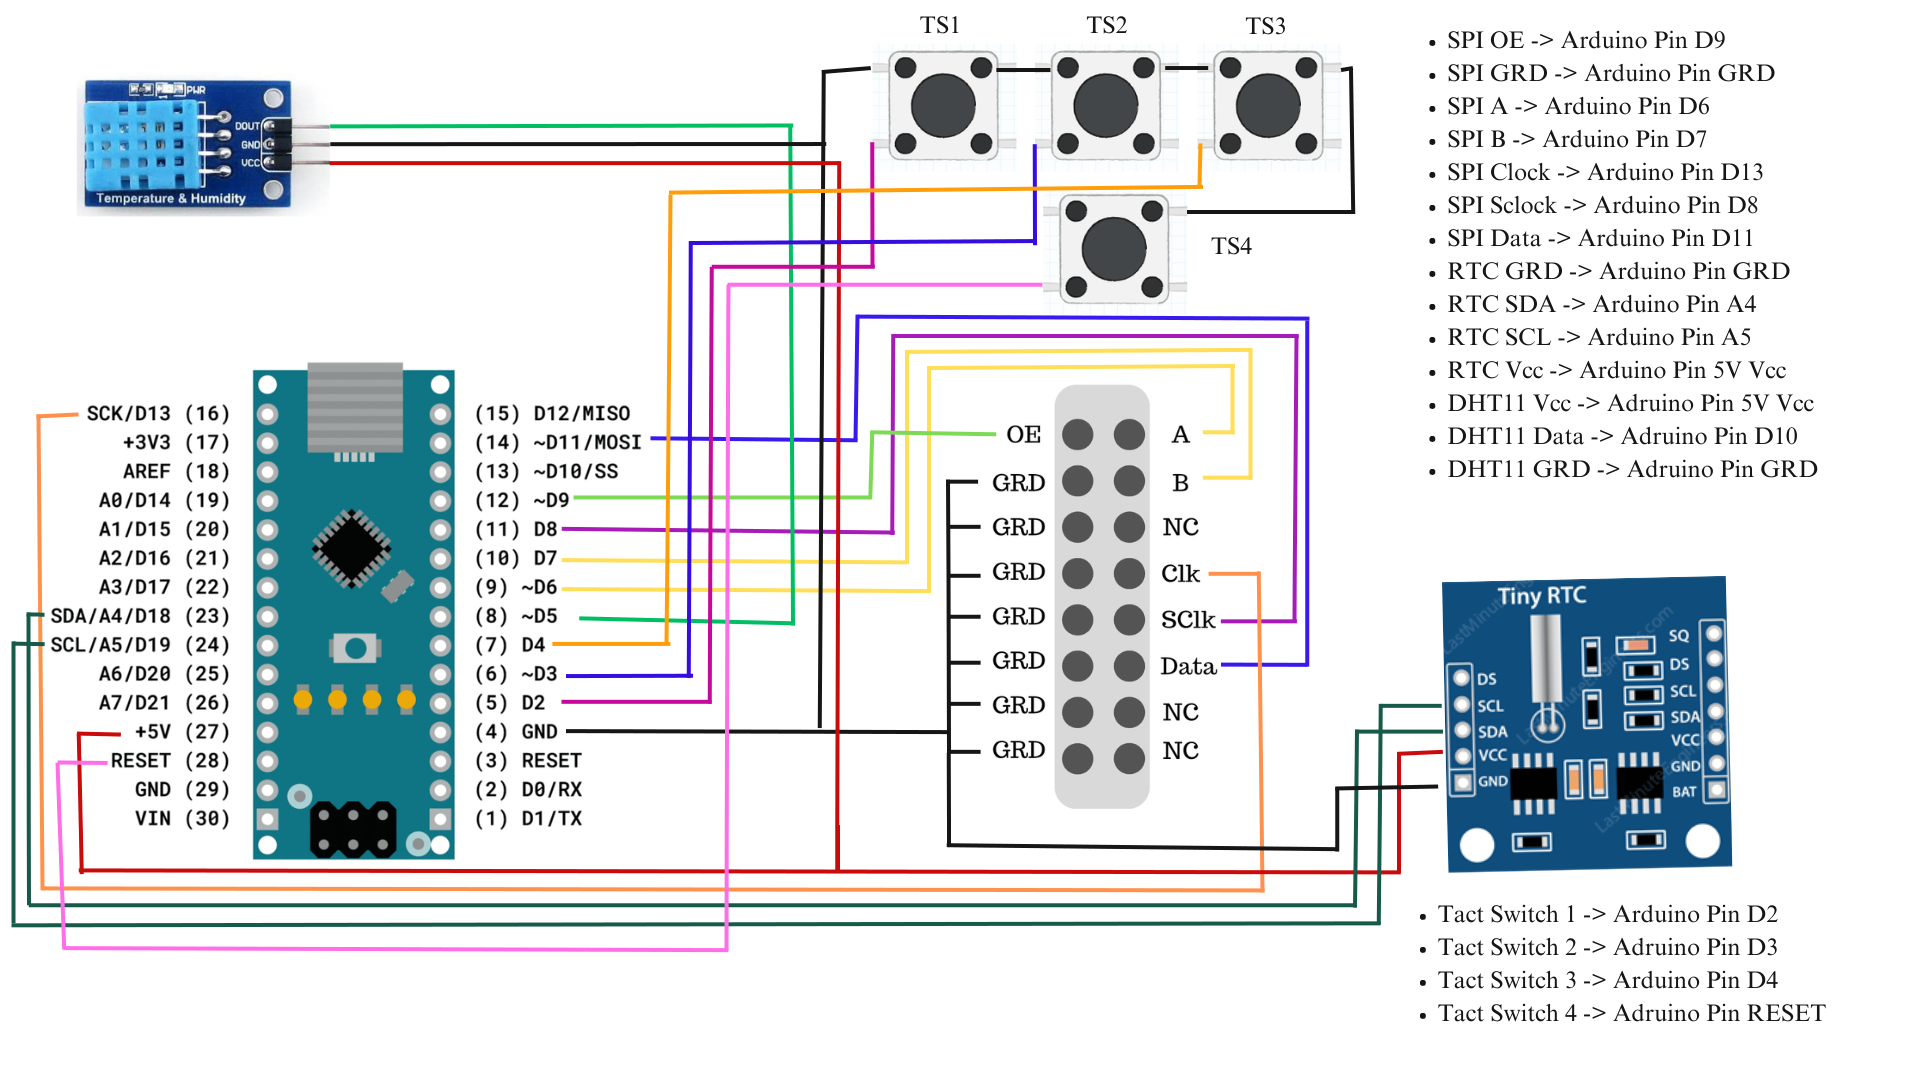 TS1
TS2
TS3
TS4
PWR
DOUT
GND
VCC
Temperature & Humidity
• SPI OE -> Arduino Pin D9
• SPI GRD -> Arduino Pin GRD
• SPI A -> Arduino Pin D6
• SPI B -> Arduino Pin D7
• SPI Clock -> Arduino Pin D13
• SPI Sclock -> Arduino Pin D8
• SPI Data -> Arduino Pin D11
• RTC GRD -> Arduino Pin GRD
• RTC SDA -> Arduino Pin A4
• RTC SCL -> Arduino Pin A5
• RTC Vcc -> Arduino Pin 5V Vcc
• DHT11 Vcc -> Adruino Pin 5V Vcc
• DHT11 Data -> Adruino Pin D10
• DHT11 GRD -> Adruino Pin GRD
SCK/D13 (16)
+3V3 (17)
AREF (18)
A0/D14 (19)
A1/D15 (20)
A2/D16 (21)
A3/D17 (22)
SDA/A4/D18 (23)
SCL/A5/D19 (24)
A6/D20 (25)
A7/D21 (26)
+5V (27)
RESET (28)
GND (29)
VIN (30)
(15) D12/MISO
(14) ~D11/MOSI
(13) ~D10/SS
(12) ~D9
(11) D8
(10) D7
(9) ~D6
(8) ~D5
(7) D4
(6) ~D3
(5) D2
(4) GND
(3) RESET
(2) D0/RX
(1) D1/TX
OE
GRD
GRD
GRD
GRD
GRD
GRD
GRD
A
B
NC
Clk
SClk
Data
NC
NC
Tiny RTC
DS
SCL
SDA
VCC
GND
SQ
DS
SCL
SDA
VCC
GND
BAT
• Tact Switch 1 -> Arduino Pin D2
• Tact Switch 2 -> Adruino Pin D3
• Tact Switch 3 -> Arduino Pin D4
• Tact Switch 4 -> Adruino Pin RESET